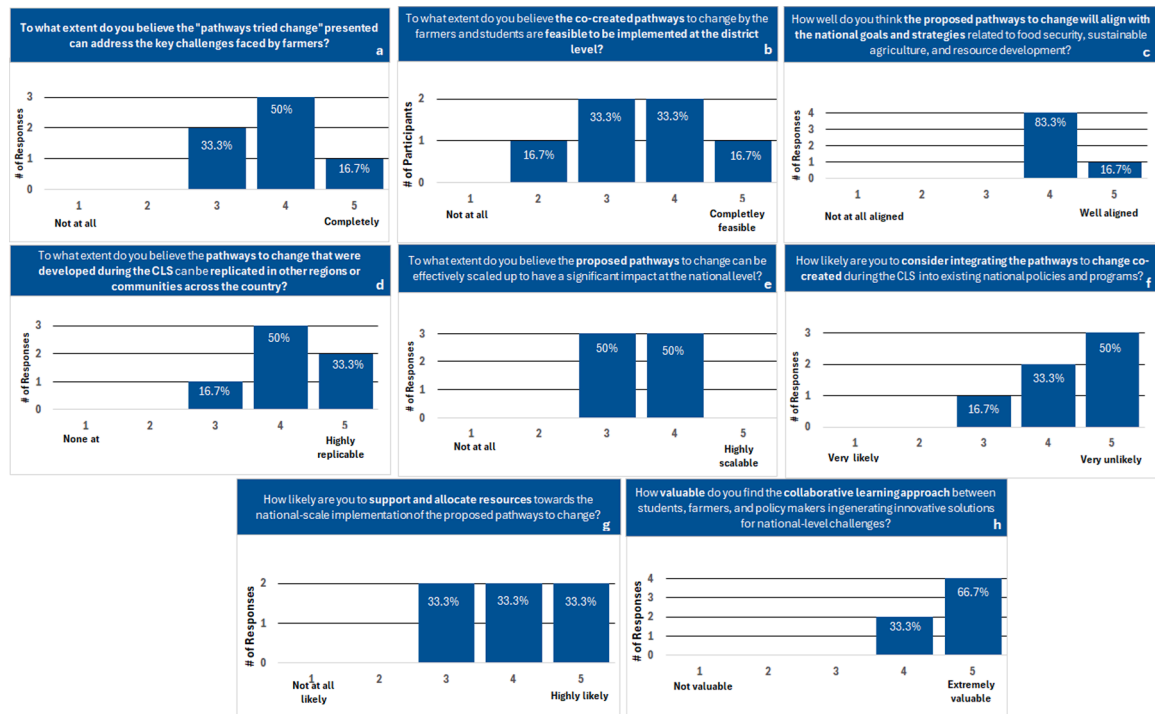 To what extent do you believe the "pathways tried change" presented
can address the key challenges faced by farmers?
a
# of Responses
3
2
1
0
33.3%
50%
16.7%
1 2 3 4 5
Not at all Completely
To what extent do you believe the co-created pathways to change by the
farmers and students are feasible to be implemented at the district
level?
b
# of Participants
2
1
0
16.7%
33.3%
33.3%
16.7%
1 2 3 4 5
Not at all Completley
feasible
How well do you think the proposed pathways to change will align with
the national goals and strategies related to food security, sustainable
agriculture, and resource development?
c
# of Responses
4
3
2
1
0
83.3%
16.7%
1 2 3 4 5
Not at all aligned Well aligned
To what extent do you believe the pathways to change that were
developed during the CLS can be replicated in other regions or
communities across the country?
d
# of Responses
3
2
1
0
16.7%
50%
33.3%
1 2 3 4 5
None at Highly
replicable
To what extent do you believe the proposed pathways to change can be
effectively scaled up to have a significant impact at the national level?
e
# of Responses
3
2
1
0
50%
50%
1 2 3 4 5
Not at all Highly
scalable
How likely are you to consider integrating the pathways to change co-
created during the CLS into existing national policies and programs?
f
# of Responses
3
2
1
0
16.7%
33.3%
50%
1 2 3 4 5
Very likely Very unlikely
How likely are you to support and allocate resources towards the
national-scale implementation of the proposed pathways to change?
g
# of Responses
2
1
0
33.3%
33.3%
33.3%
1 2 3 4 5
Not at all
likely Highly likely
How valuable do you find the collaborative learning approach between
students, farmers, and policy makers in generating innovative solutions
for national-level challenges?
h
# of Responses
4
3
2
1
0
33.3%
66.7%
1 2 3 4 5
Not valuable Extremely
valuable